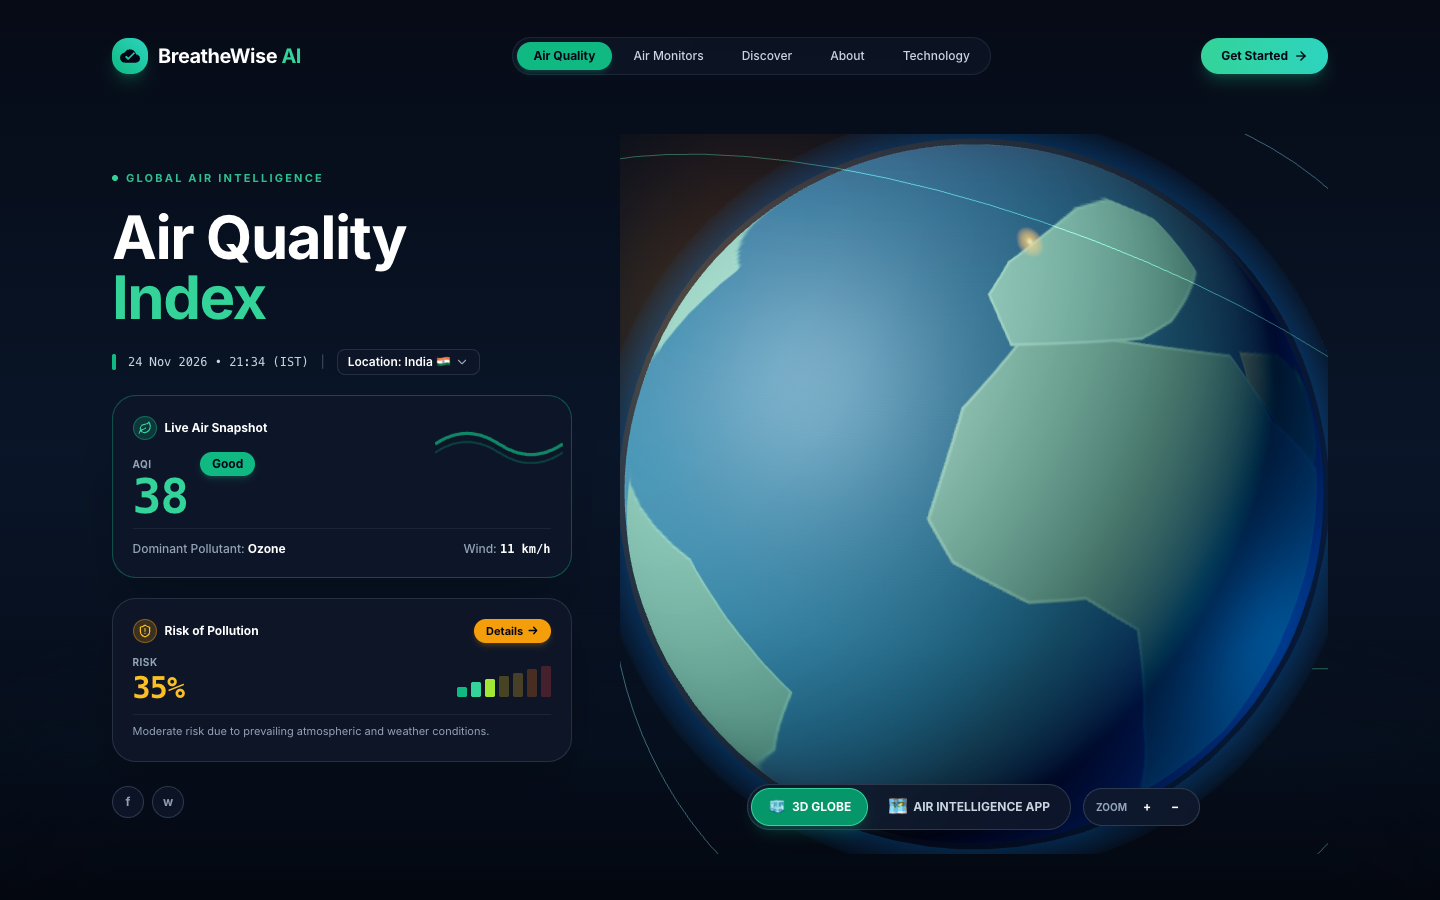 BreatheWise AI
Air Quality
Air Monitors
Discover
About
Technology
Get Started →
GLOBAL AIR INTELLIGENCE
Air Quality
Index
24 Nov 2026 • 21:34 (IST)
Location: India 🇮🇳
Live Air Snapshot
AQI
Good
38
Dominant Pollutant: Ozone
Wind: 11 km/h
Risk of Pollution
Details →
RISK
35%
Moderate risk due to prevailing atmospheric and weather conditions.
f
w
3D GLOBE
AIR INTELLIGENCE APP
ZOOM + −